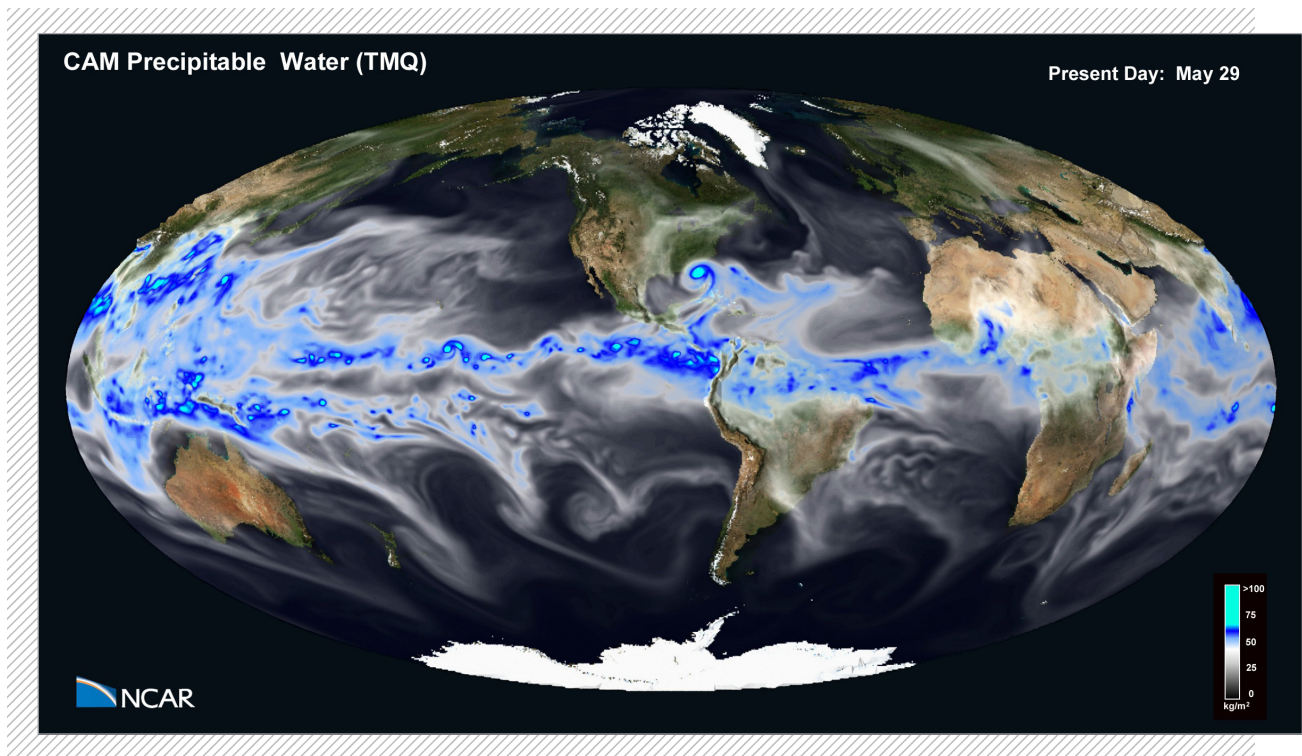 CAM Precipitable  Water (TMQ)
Present Day:  May 29
>100
75
50
25
0
kg/m²
NCAR